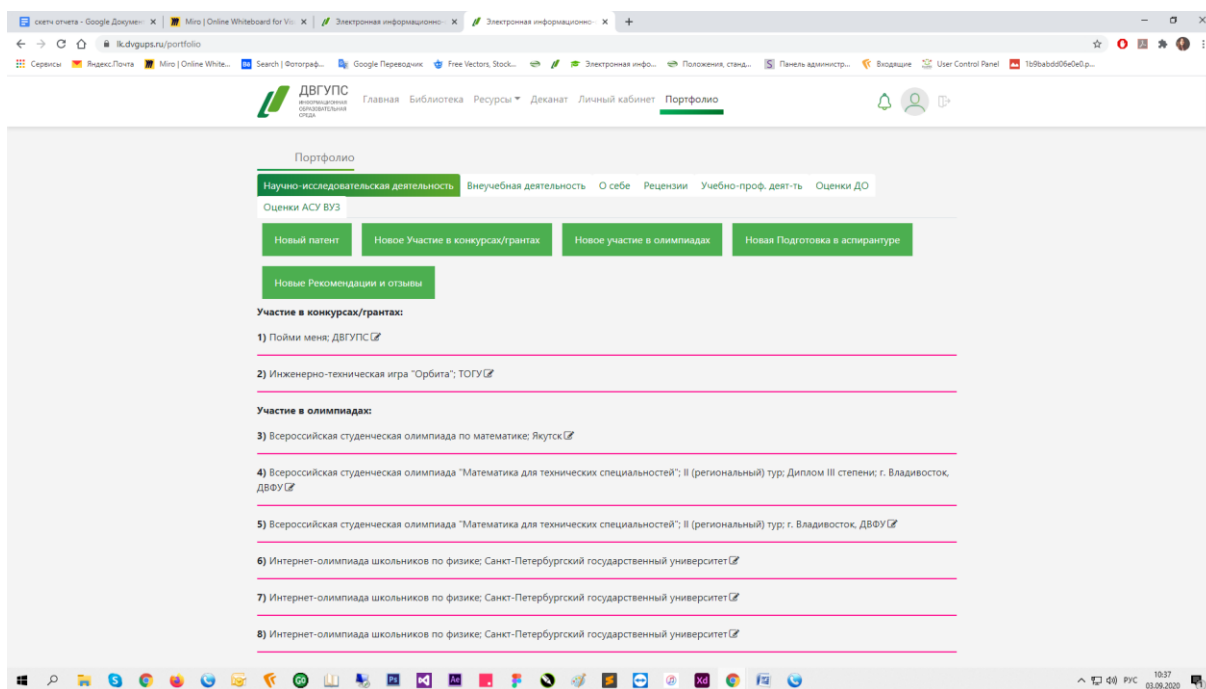 скетч отчета - Google Докумен
Miro | Online Whiteboard for Vis
Электронная информационно-
Электронная информационно-
lk.dvgups.ru/portfolio
Сервисы
Яндекс.Почта
Miro | Online White...
Search | Фотограф...
Google Переводчик
Free Vectors, Stock...
Электронная инфо...
Положения, станд...
Панель администр...
Входящие
User Control Panel
1b9babdd06e0e0.p...
ДВГУПС
ИНФОРМАЦИОННАЯ
ОБРАЗОВАТЕЛЬНАЯ
СРЕДА
Главная Библиотека Ресурсы Деканат Личный кабинет Портфолио
Портфолио
Научно-исследовательская деятельность Внеучебная деятельность О себе Рецензии Учебно-проф. деят-ть Оценки ДО
Оценки АСУ ВУЗ
Новый патент Новое Участие в конкурсах/грантах Новое участие в олимпиадах Новая Подготовка в аспирантуре
Новые Рекомендации и отзывы
Участие в конкурсах/грантах:
1) Пойми меня; ДВГУПС
2) Инженерно-техническая игра "Орбита"; ТОГУ
Участие в олимпиадах:
3) Всероссийская студенческая олимпиада по математике; Якутск
4) Всероссийская студенческая олимпиада "Математика для технических специальностей"; II (региональный) тур; Диплом III степени; г. Владивосток,
ДВФУ
5) Всероссийская студенческая олимпиада "Математика для технических специальностей"; II (региональный) тур; г. Владивосток, ДВФУ
6) Интернет-олимпиада школьников по физике; Санкт-Петербургский государственный университет
7) Интернет-олимпиада школьников по физике; Санкт-Петербургский государственный университет
8) Интернет-олимпиада школьников по физике; Санкт-Петербургский государственный университет
РУС
10:37
03.09.2020